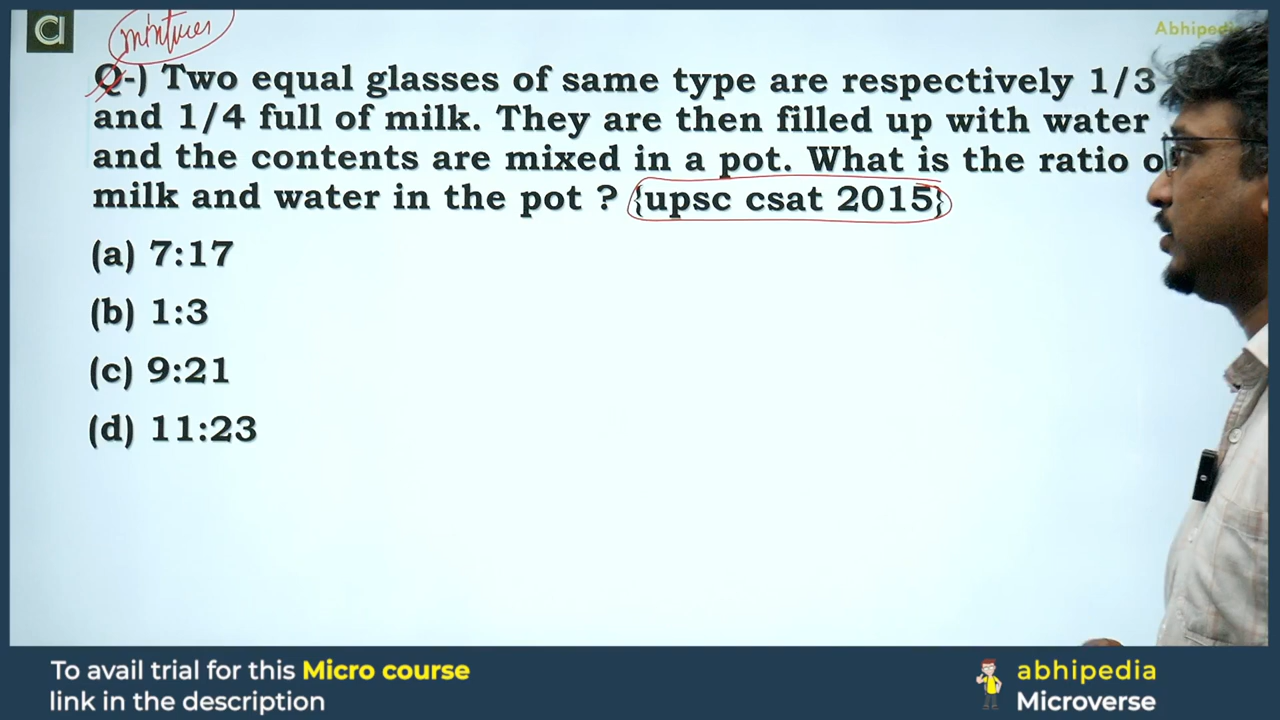 a
mixtures
Abhipedia
Q-) Two equal glasses of same type are respectively 1/3
and 1/4 full of milk. They are then filled up with water
and the contents are mixed in a pot. What is the ratio o
milk and water in the pot ? {upsc csat 2015}
(a) 7:17
(b) 1:3
(c) 9:21
(d) 11:23
To avail trial for this Micro course
link in the description
abhipedia
Microverse